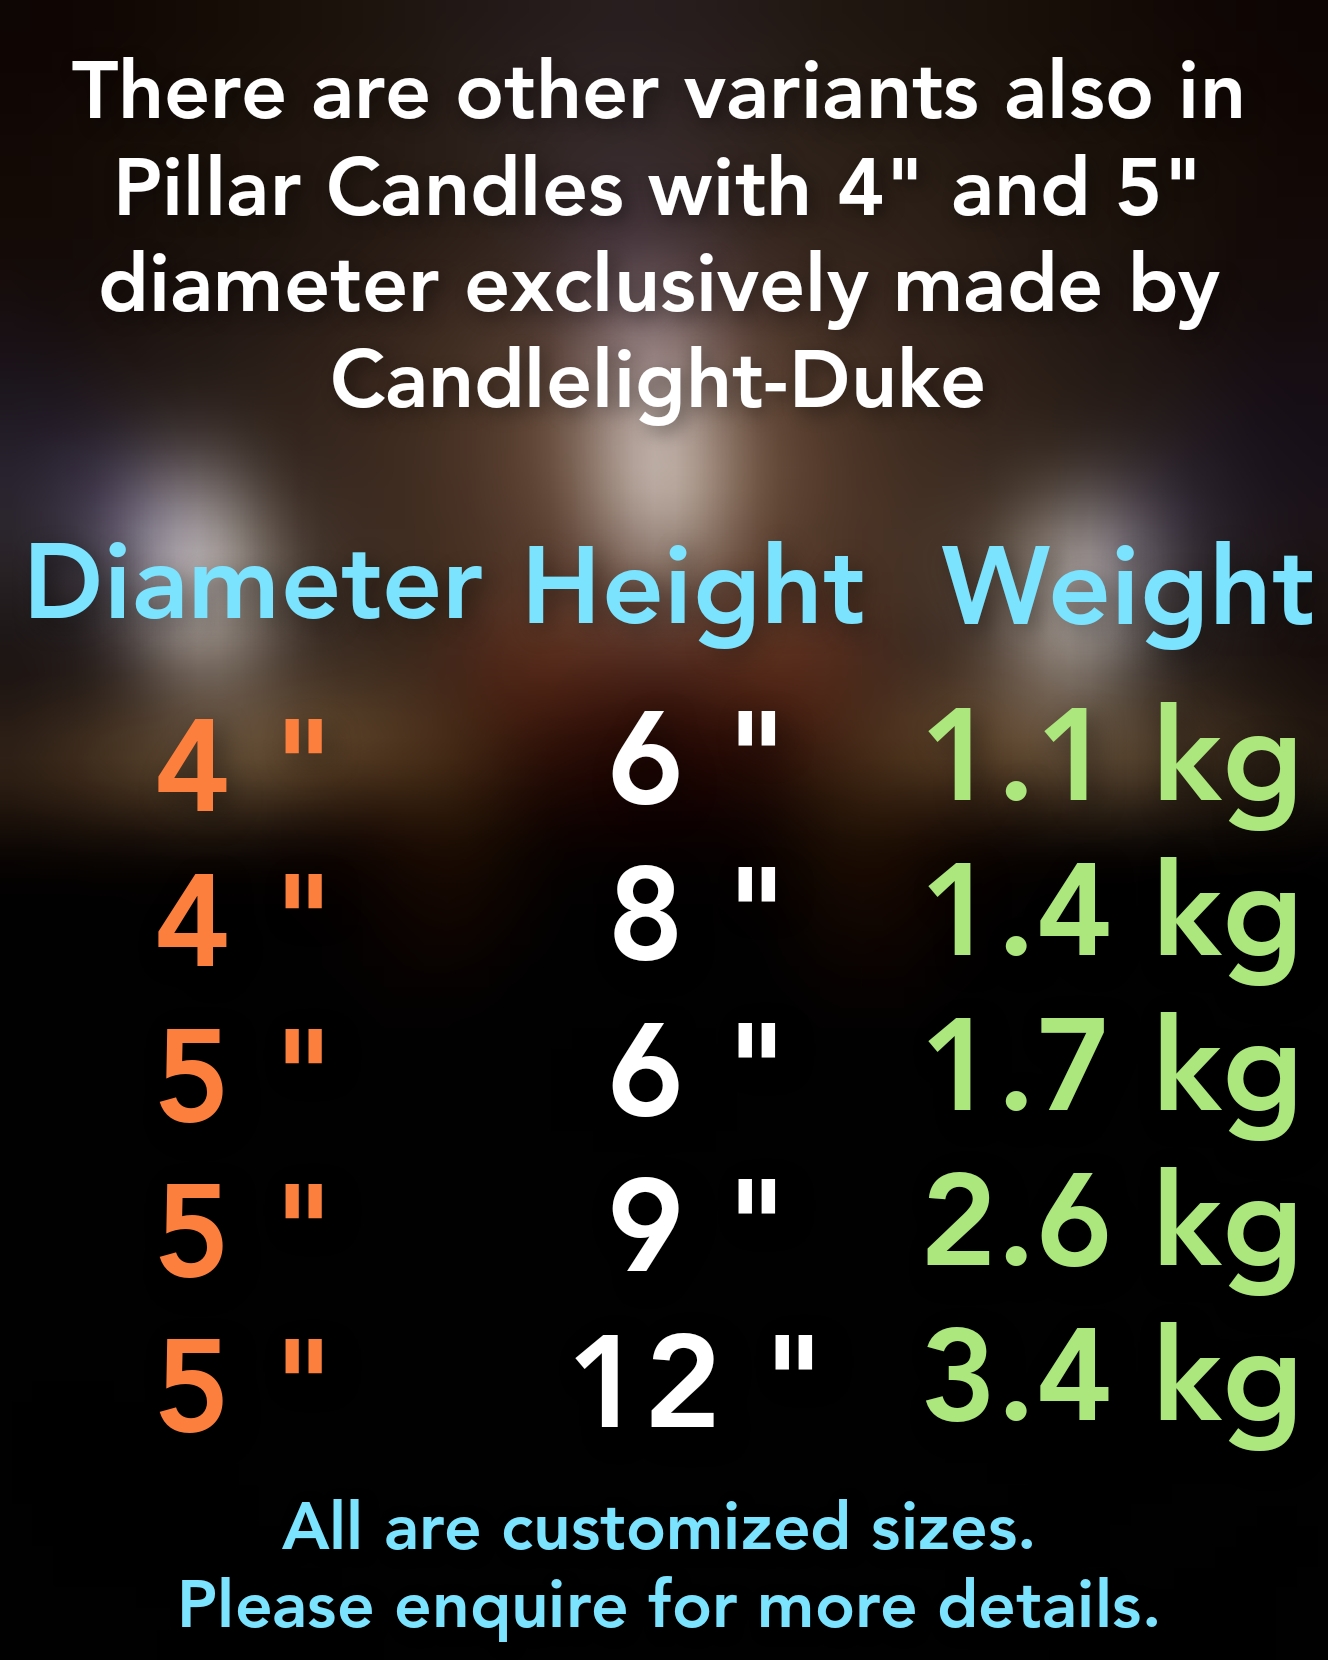 There are other variants also in
Pillar Candles with 4" and 5"
diameter exclusively made by
Candlelight-Duke
Diameter Height Weight
4 " 6 " 1.1 kg
4 " 8 " 1.4 kg
5 " 6 " 1.7 kg
5 " 9 " 2.6 kg
5 " 12 " 3.4 kg
All are customized sizes.
Please enquire for more details.